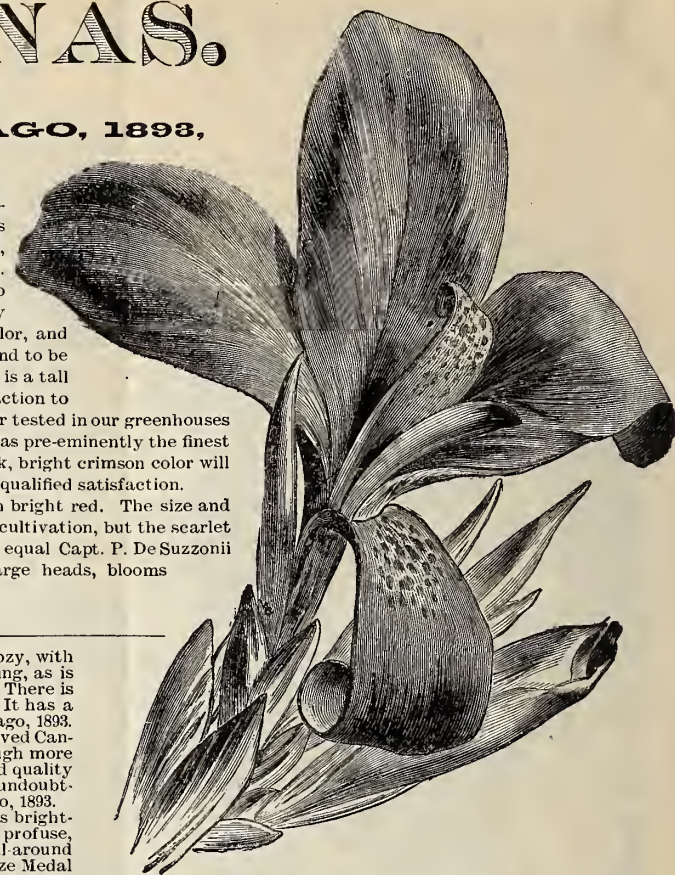 NAS.
AGO, 1893,
-
s
,
.
o
y
lor, and
nd to be
is a tall
action to
r tested in our greenhouses
as pre-eminently the finest
k, bright crimson color will
qualified satisfaction.
n bright red. The size and
cultivation, but the scarlet
equal Capt. P. De Suzzonii
arge heads, blooms
ozy, with
ing, as is
There is
It has a
ago, 1893.
ved Can-
ugh more
d quality
undoubt-
o, 1893.
s bright-
profuse,
l-around
ze Medal